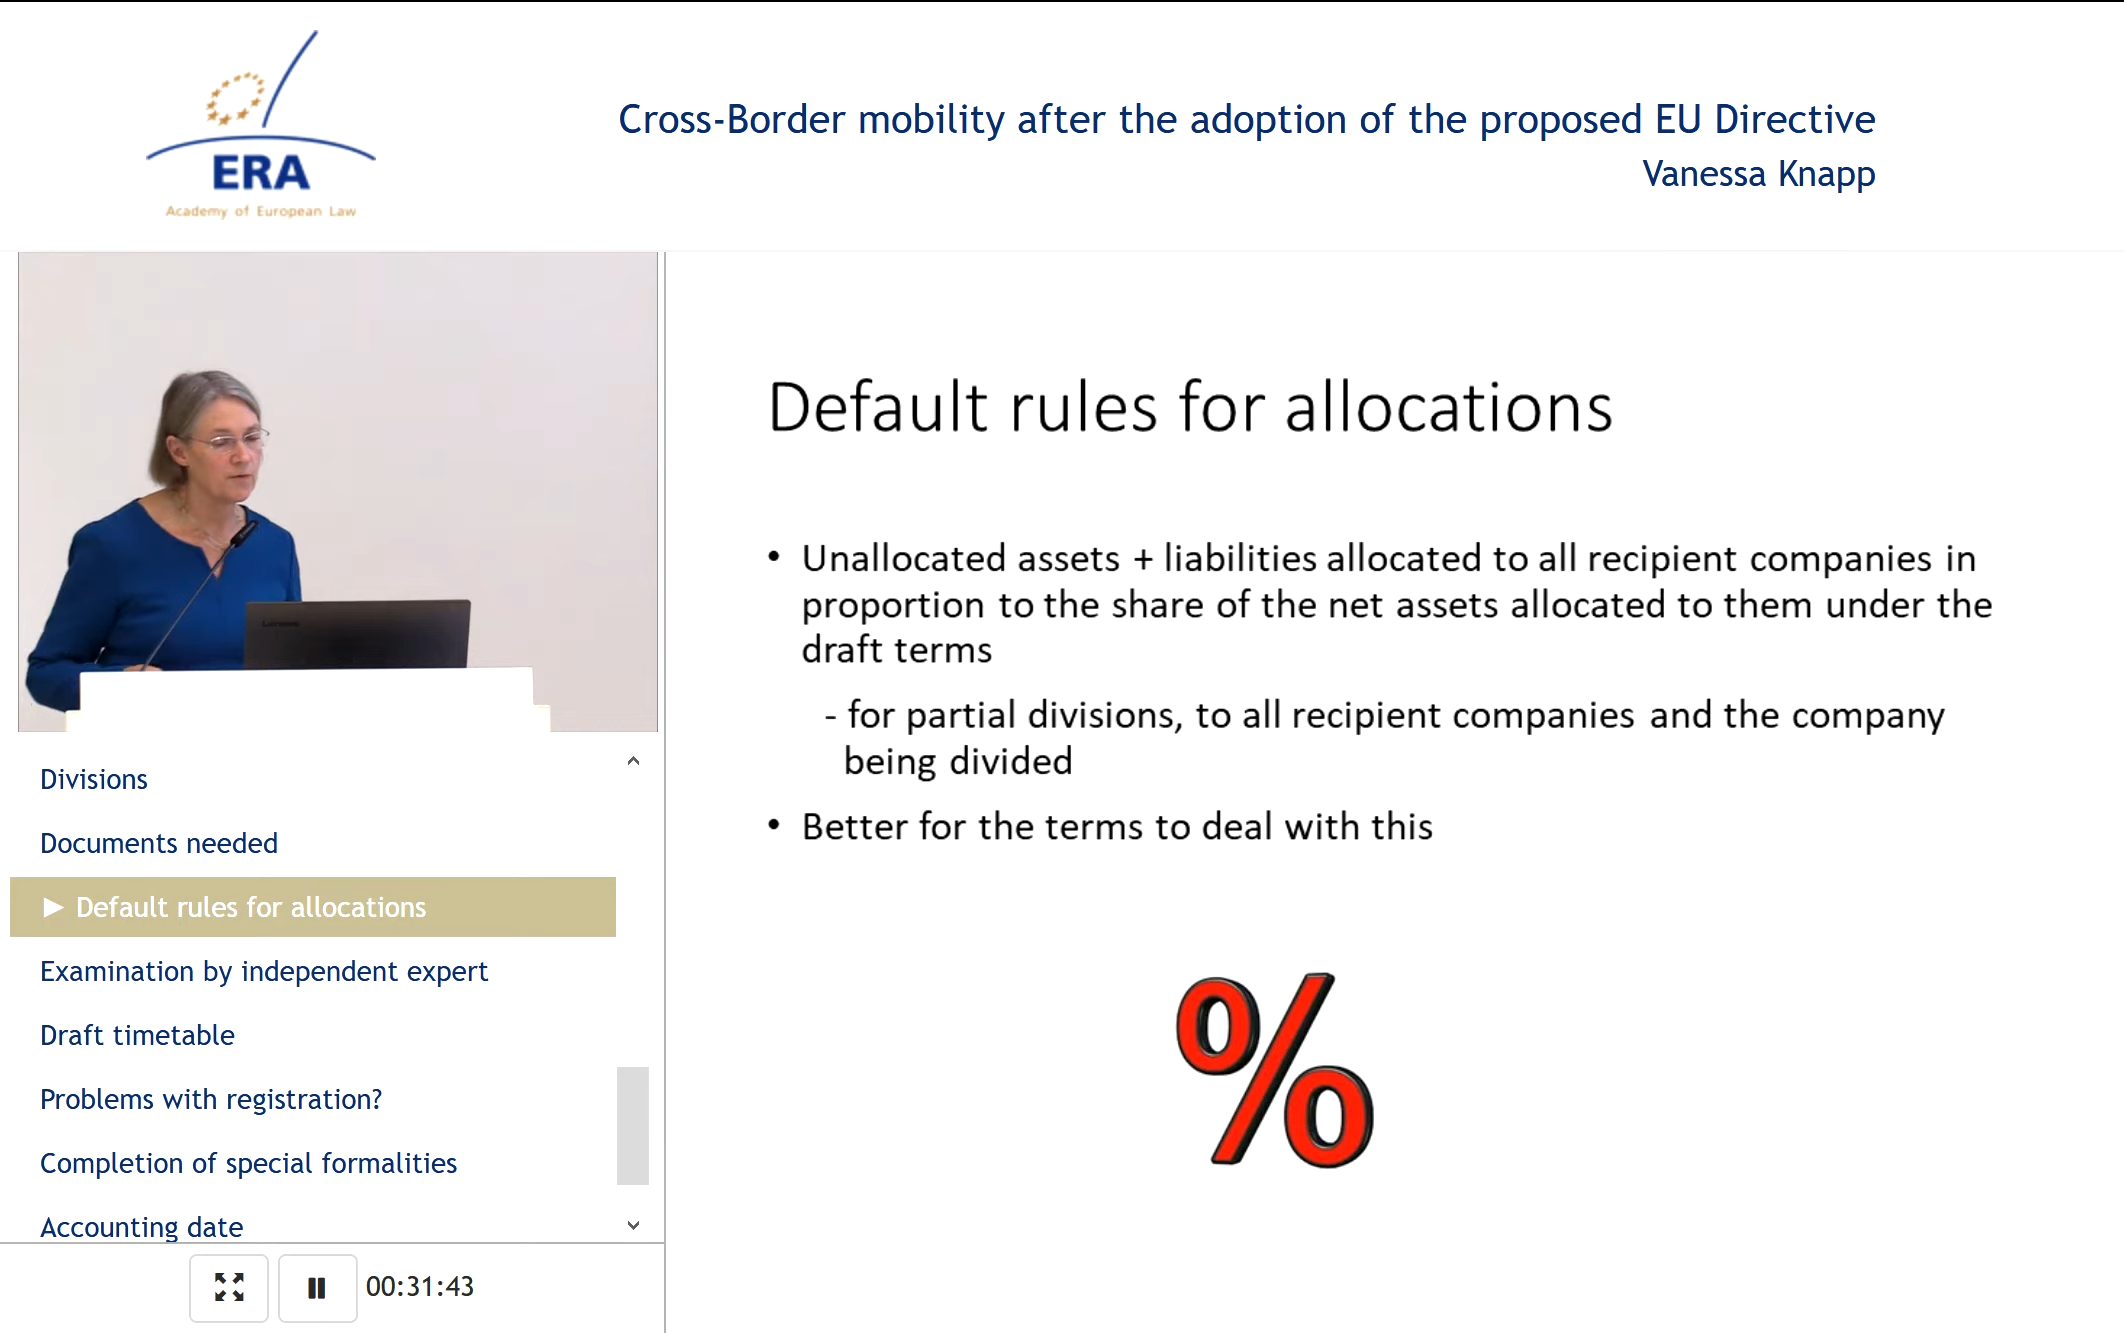 Cross-Border mobility after the adoption of the proposed EU Directive
Vanessa Knapp
ERA
Academy of European Law
Default rules for allocations
• Unallocated assets + liabilities allocated to all recipient companies in
proportion to the share of the net assets allocated to them under the
draft terms
- for partial divisions, to all recipient companies and the company
being divided
• Better for the terms to deal with this
%
Lenovo
Divisions
Documents needed
► Default rules for allocations
Examination by independent expert
Draft timetable
Problems with registration?
Completion of special formalities
Accounting date
00:31:43